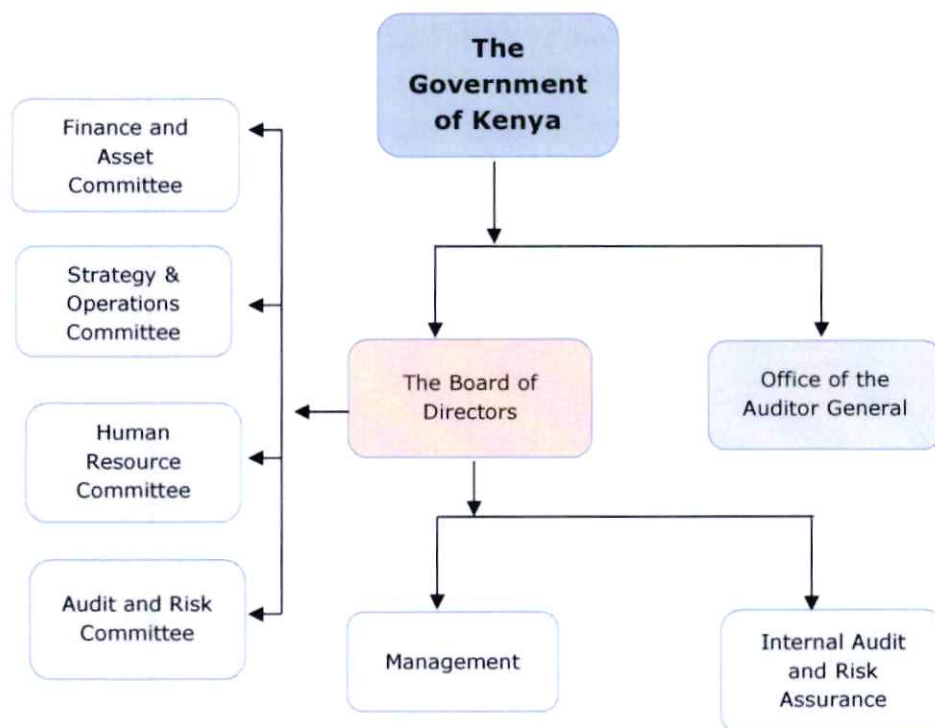 The
Government
of Kenya
Finance and
Asset
Committee
Strategy &
Operations
Committee
The Board of
Directors
Office of the
Auditor General
Human
Resource
Committee
Audit and Risk
Committee
Management
Internal Audit
and Risk
Assurance